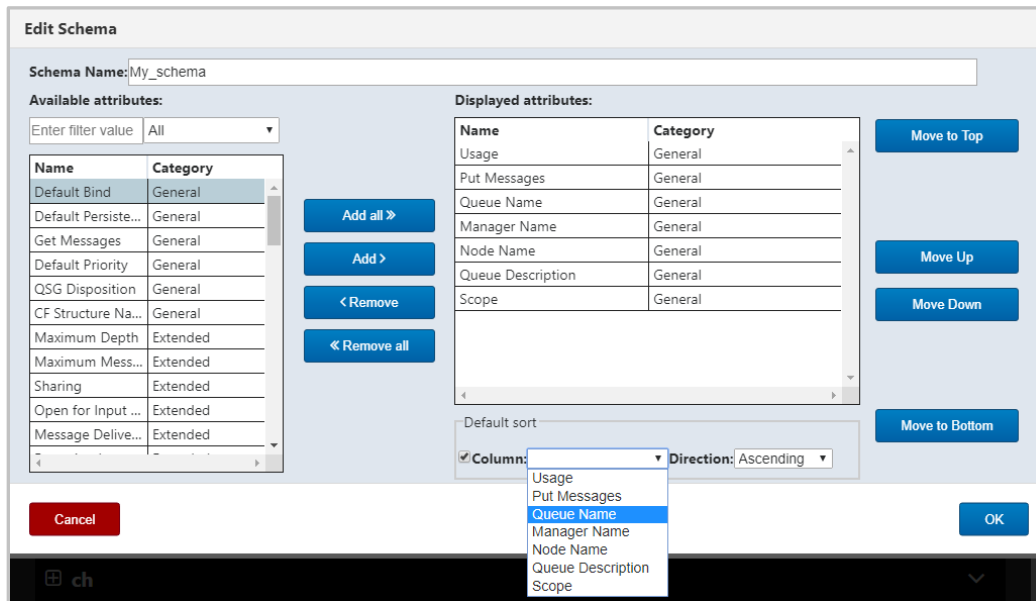 Edit Schema
Schema Name: My_schema
Available attributes:
Enter filter value All
Name Category
Default Bind General
Default Persiste... General
Get Messages General
Default Priority General
QSG Disposition General
CF Structure Na... General
Maximum Depth Extended
Maximum Mess... Extended
Sharing Extended
Open for Input ... Extended
Message Delive... Extended
Add all »
Add >
< Remove
« Remove all
Displayed attributes:
Name Category
Usage General
Put Messages General
Queue Name General
Manager Name General
Node Name General
Queue Description General
Scope General
Move to Top
Move Up
Move Down
Move to Bottom
Default sort
Column: Direction: Ascending
Usage
Put Messages
Queue Name
Manager Name
Node Name
Queue Description
Scope
Cancel
OK
ch